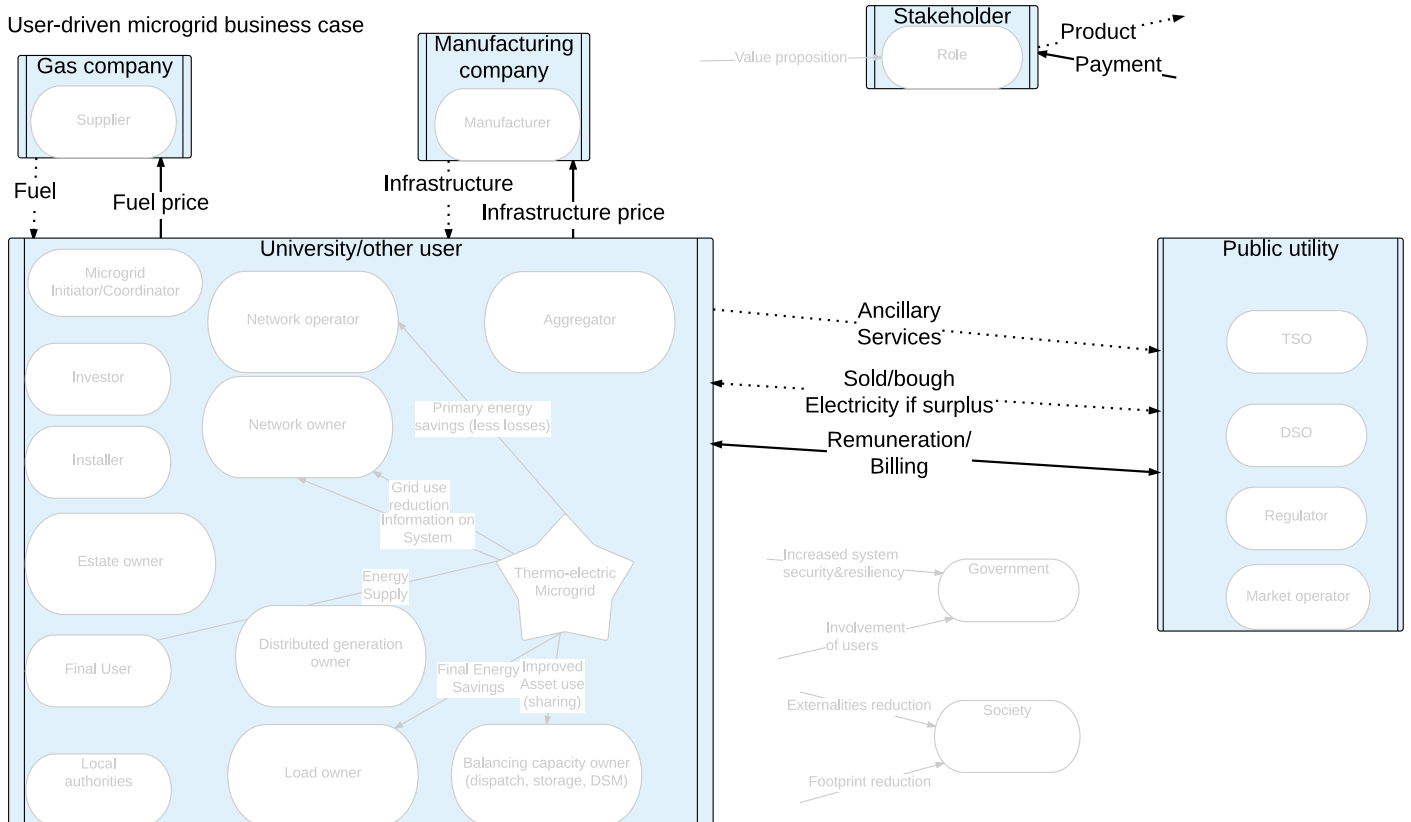 User-driven microgrid business case
Gas company
Supplier
Manufacturing
company
Manufacturer
Stakeholder
Role
Value proposition
Product
Payment
Fuel
Fuel price
Infrastructure
Infrastructure price
University/other user
Microgrid
Initiator/Coordinator
Network operator
Aggregator
Investor
Network owner
Primary energy
savings (less losses)
Installer
Grid use
reduction
Information on
System
Estate owner
Energy
Supply
Thermo-electric
Microgrid
Final User
Distributed generation
owner
Final Energy
Savings
Improved
Asset use
(sharing)
Local
authorities
Load owner
Balancing capacity owner
(dispatch, storage, DSM)
Ancillary
Services
Sold/bough
Electricity if surplus
Remuneration/
Billing
Public utility
TSO
DSO
Regulator
Market operator
Increased system
security&resiliency
Government
Involvement
of users
Externalities reduction
Society
Footprint reduction